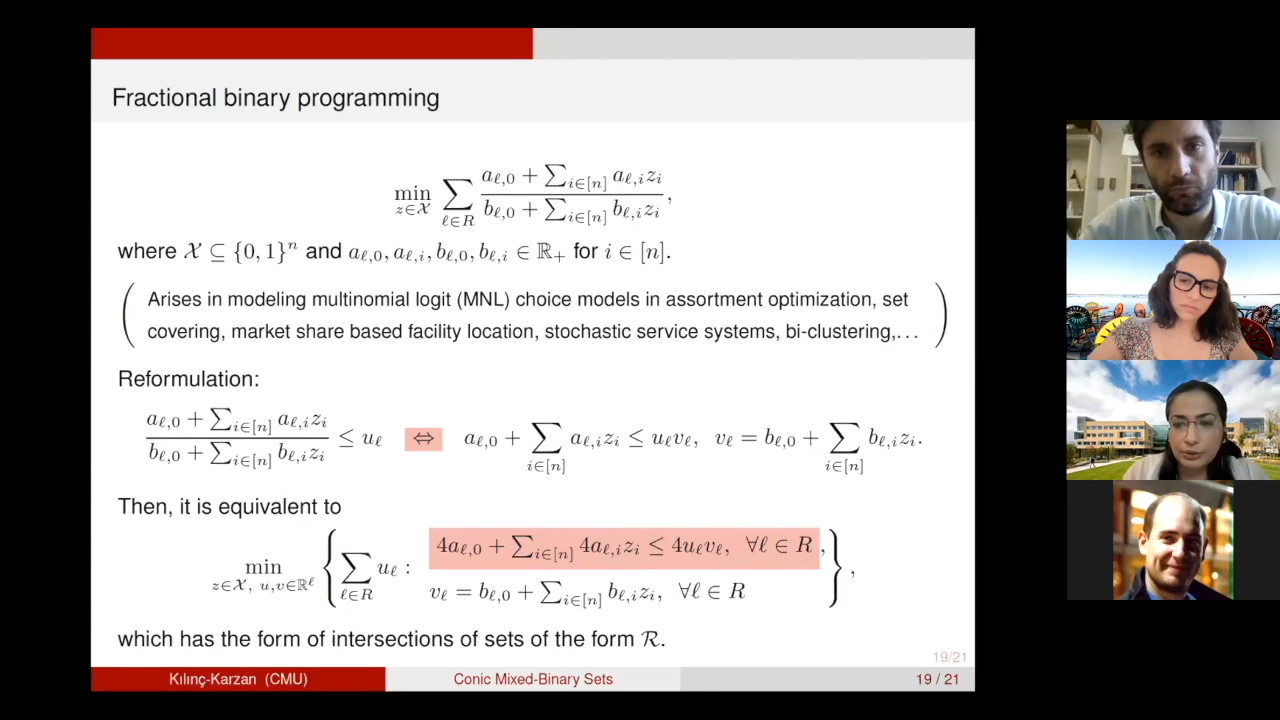 Fractional binary programming
min_{z∈𝒳} ∑_{ℓ∈R} (a_{ℓ,0} + ∑_{i∈[n]} a_{ℓ,i}z_i) / (b_{ℓ,0} + ∑_{i∈[n]} b_{ℓ,i}z_i),
where 𝒳 ⊆ {0, 1}^n and a_{ℓ,0}, a_{ℓ,i}, b_{ℓ,0}, b_{ℓ,i} ∈ ℝ_+ for i ∈ [n].
( Arises in modeling multinomial logit (MNL) choice models in assortment optimization, set
covering, market share based facility location, stochastic service systems, bi-clustering,... )
Reformulation:
(a_{ℓ,0} + ∑_{i∈[n]} a_{ℓ,i}z_i) / (b_{ℓ,0} + ∑_{i∈[n]} b_{ℓ,i}z_i) ≤ u_ℓ ⇔ a_{ℓ,0} + ∑_{i∈[n]} a_{ℓ,i}z_i ≤ u_ℓv_ℓ, v_ℓ = b_{ℓ,0} + ∑_{i∈[n]} b_{ℓ,i}z_i.
Then, it is equivalent to
min_{z∈𝒳, u,v∈ℝ^ℓ} { ∑_{ℓ∈R} u_ℓ : 4a_{ℓ,0} + ∑_{i∈[n]} 4a_{ℓ,i}z_i ≤ 4u_ℓv_ℓ, ∀ℓ ∈ R ,
v_ℓ = b_{ℓ,0} + ∑_{i∈[n]} b_{ℓ,i}z_i, ∀ℓ ∈ R } ,
which has the form of intersections of sets of the form ℛ.
19/21
Kılınç-Karzan (CMU) Conic Mixed-Binary Sets 19 / 21